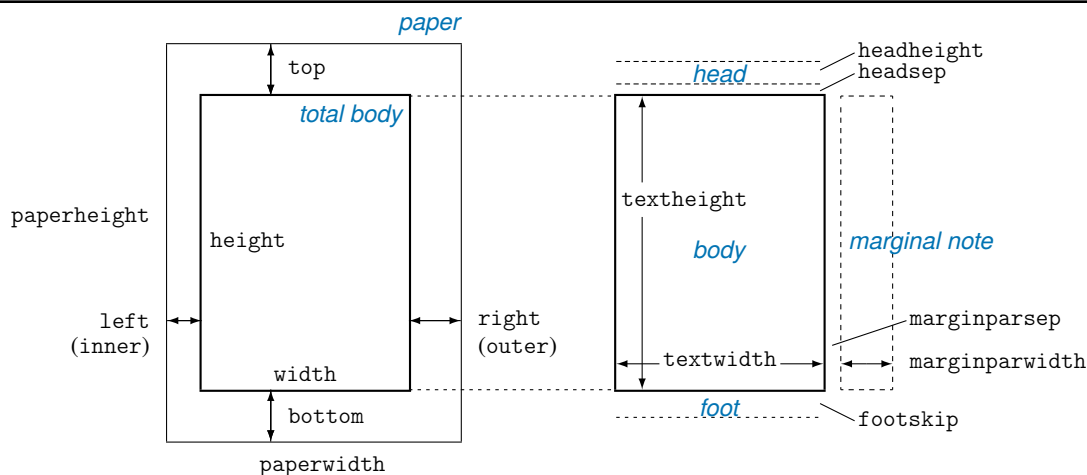 paper
top
total body
paperheight
height
left
(inner)
right
(outer)
width
bottom
paperwidth
headheight
head
headsep
textheight
body
marginal note
marginparsep
textwidth
marginparwidth
foot
footskip